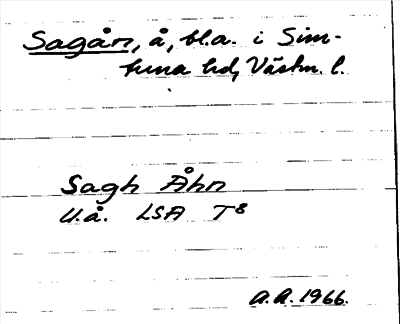 Sagån, å, bl.a. i Sim-
tuna hd, Västm. l.
Sagh Åhn
U.å. LSA T8
A.A. 1966.